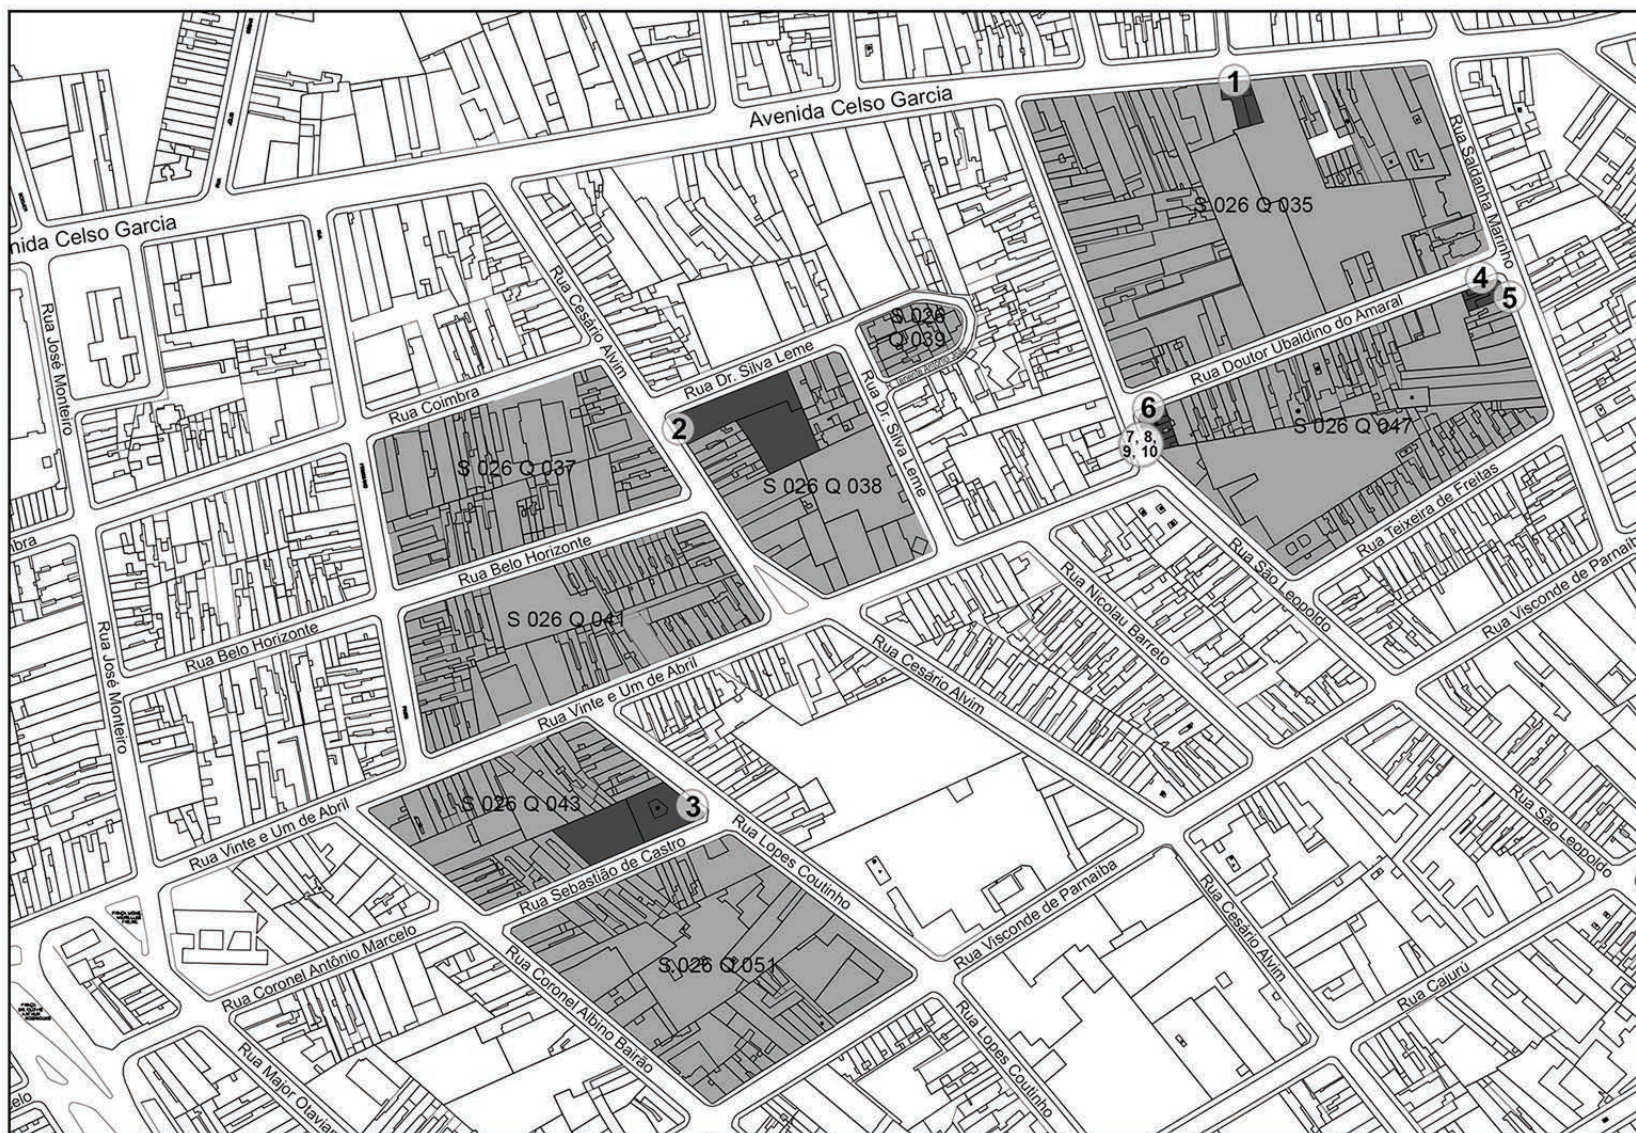 1
Avenida Celso Garcia
nida Celso Garcia
Rua Saldanha Marinho
S 026 Q 035
4
5
Rua Cesário Alvim
Rua José Monteiro
S 026
Q 039
Rua Dr. Silva Leme
Rua Doutor Ubaldino do Amaral
Rua Coimbra
2
Rua Dr. Silva Leme
6
7, 8,
9, 10
S 026 Q 047
S 026 Q 037
S 026 Q 038
Rua Teixeira de Freitas
bra
Rua Belo Horizonte
Rua São Leopoldo
Rua Visconde de Parnaíb
Rua Nicolau Barreto
S 026 Q 041
Rua Belo Horizonte
Rua José Monteiro
Rua Cesário Alvim
Rua Vinte e Um de Abril
S 026 Q 043
3
Rua Vinte e Um de Abril
Rua Lopes Coutinho
Rua São Leopoldo
Rua Sebastião de Castro
Rua Visconde de Parnaíba
Rua Cesário Alvim
Rua Coronel Antônio Marcelo
S 026 Q 051
Rua Coronel Albino Bairão
Rua Cajurú
Rua Lopes Coutinho
Rua Major Otavian
elo